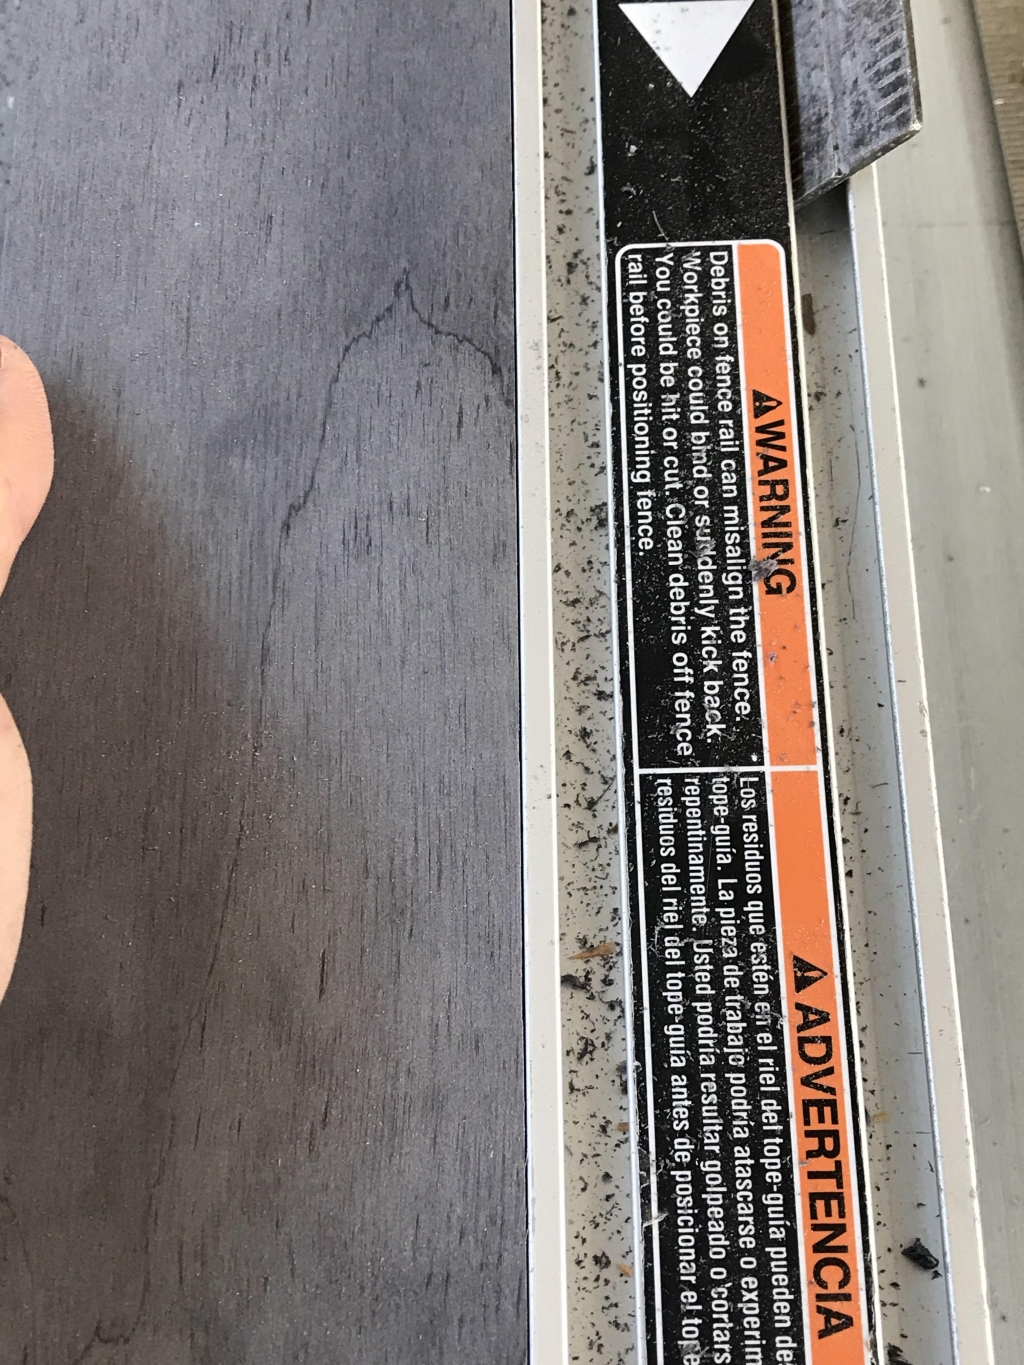 ⚠WARNING
Debris on fence rail can misalign the fence.
Workpiece could bind or suddenly kick back.
You could be hit or cut. Clean debris off fence
rail before positioning fence.
⚠ADVERTENCIA
Los residuos que estén en el riel del tope-guía pueden
tope-guía. La pieza de trabajo podría atascarse o
repentinamente. Usted podría resultar golpeado o
residuos del riel del tope-guía antes de posicionar el